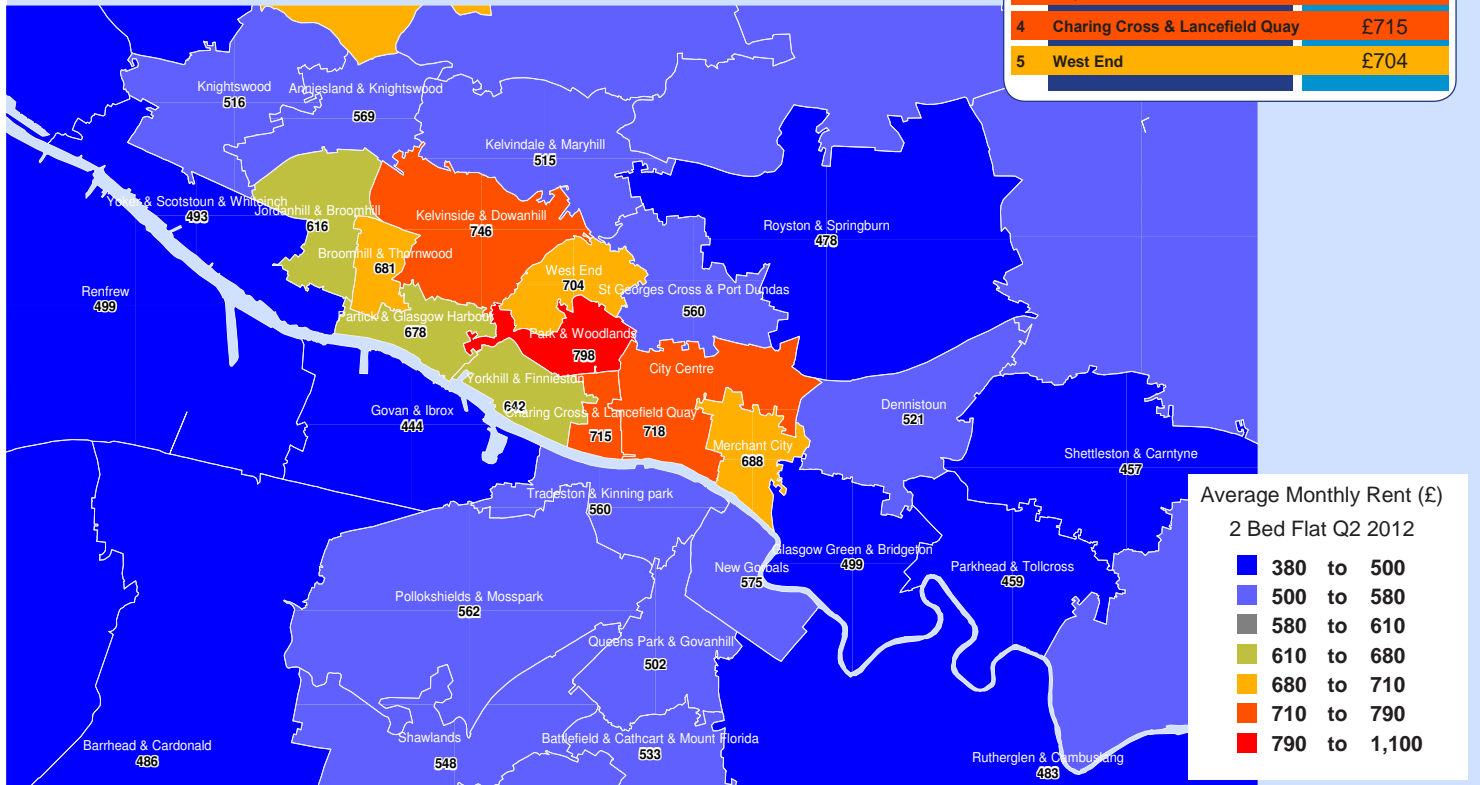 4 Charing Cross & Lancefield Quay £715
5 West End £704
Knightswood
516
Anniesland & Knightswood
569
Kelvindale & Maryhill
515
Yoker & Scotstoun & Whiteinch
493
Jordanhill & Broomhill
616
Kelvinside & Dowanhill
746
Royston & Springburn
478
Broomhill & Thornwood
681
West End
704
St Georges Cross & Port Dundas
560
Renfrew
499
Partick & Glasgow Harbour
678
Park & Woodlands
798
City Centre
718
Yorkhill & Finnieston
642
Charing Cross & Lancefield Quay
715
Govan & Ibrox
444
Dennistoun
521
Merchant City
688
Shettleston & Carntyne
457
Tradeston & Kinning park
560
Glasgow Green & Bridgeton
499
New Gorbals
575
Parkhead & Tollcross
459
Pollokshields & Mosspark
562
Queens Park & Govanhill
502
Barrhead & Cardonald
486
Shawlands
548
Battlefield & Cathcart & Mount Florida
533
Rutherglen & Cambuslang
483
Average Monthly Rent (£)
2 Bed Flat Q2 2012
380 to 500
500 to 580
580 to 610
610 to 680
680 to 710
710 to 790
790 to 1,100